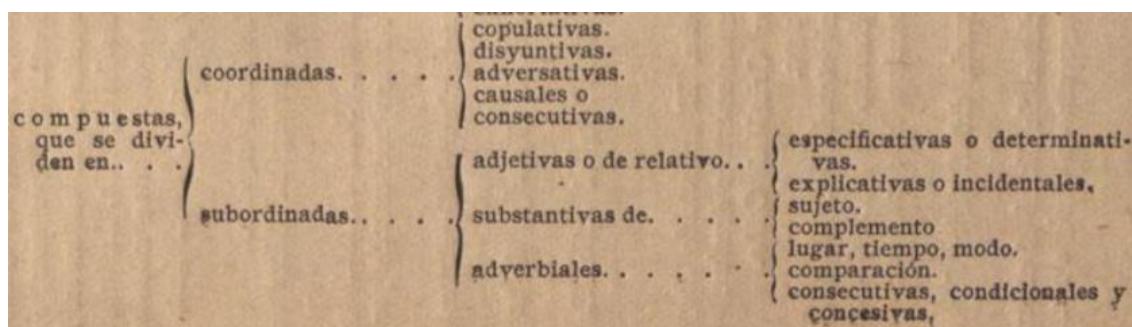 copulativas.
disyuntivas.
coordinadas. . . . . adversativas.
causales o
consecutivas.
compuestas,
que se divi-
den en.. . .
adjetivas o de relativo. . . especificativas o determinati-
vas.
explicativas o incidentales,
subordinadas. . . . . substantivas de. . . . . sujeto.
complemento
adverbiales. . . . . . lugar, tiempo, modo.
comparación.
consecutivas, condicionales y
concesivas,